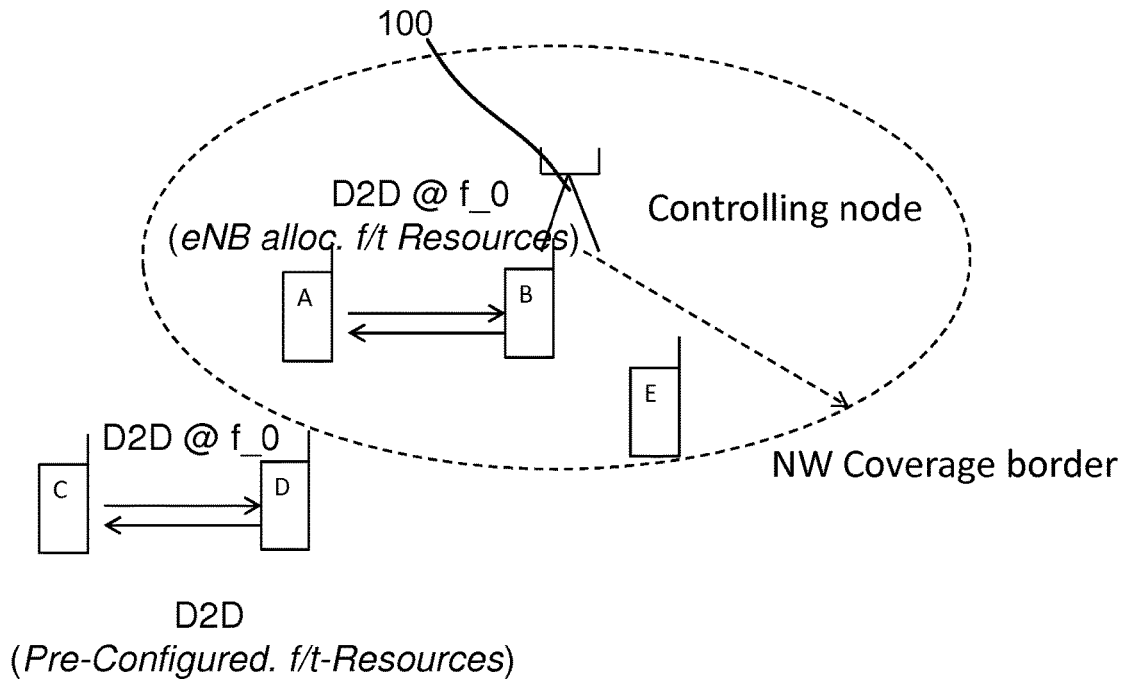 100
D2D @ f_0
(eNB alloc. f/t Resources)
Controlling node
A
B
E
D2D @ f_0
NW Coverage border
C
D
D2D
(Pre-Configured. f/t-Resources)